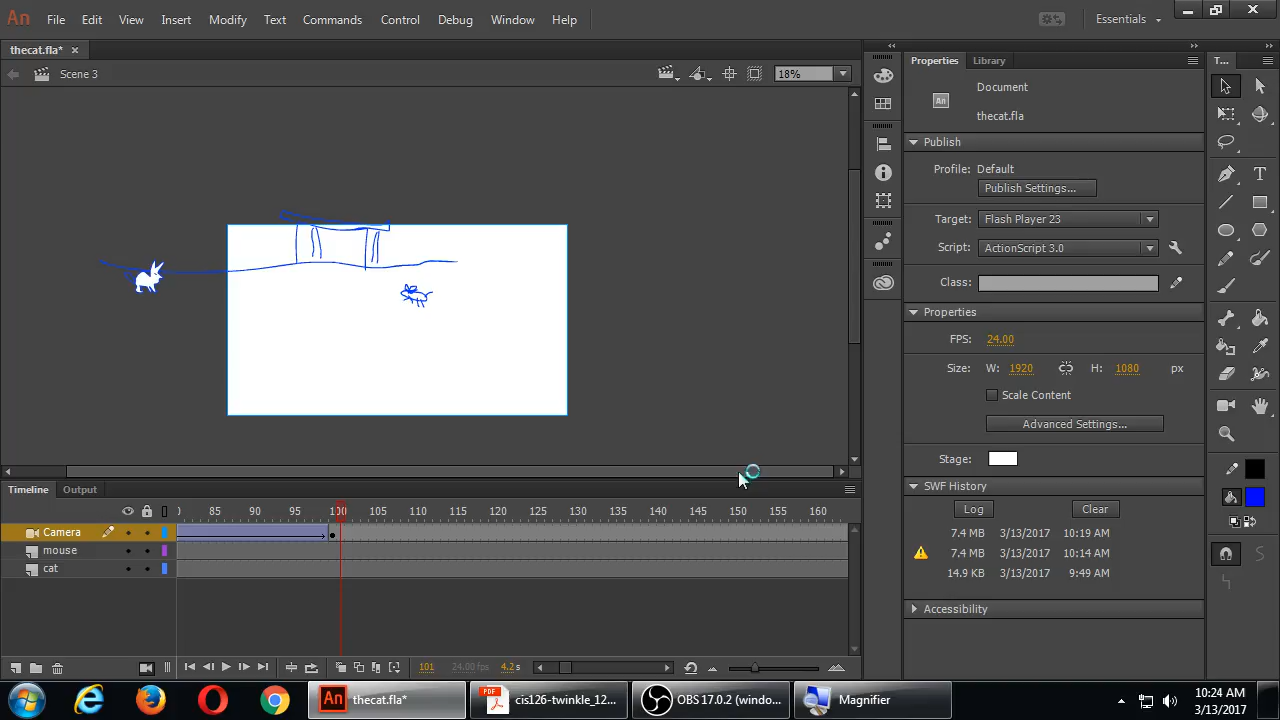 An File Edit View Insert Modify Text Commands Control Debug Window Help Essentials
thecat.fla* ×
Scene 3 18%
Properties Library T...
Document
An thecat.fla
Publish
Profile: Default
Publish Settings...
Target: Flash Player 23
Script: ActionScript 3.0
Class:
Properties
FPS: 24.00
Size: W: 1920 H: 1080 px
Scale Content
Advanced Settings...
Stage:
SWF History
Log Clear
7.4 MB 3/13/2017 10:19 AM
7.4 MB 3/13/2017 10:14 AM
14.9 KB 3/13/2017 9:49 AM
Accessibility
Timeline Output
85 90 95 100 105 110 115 120 125 130 135 140 145 150 155 160
Camera
mouse
cat
101 24.00 fps 4.2s
An thecat.fla* PDF cis126-twinkle_12... OBS 17.0.2 (windo... Magnifier
10:24 AM
3/13/2017